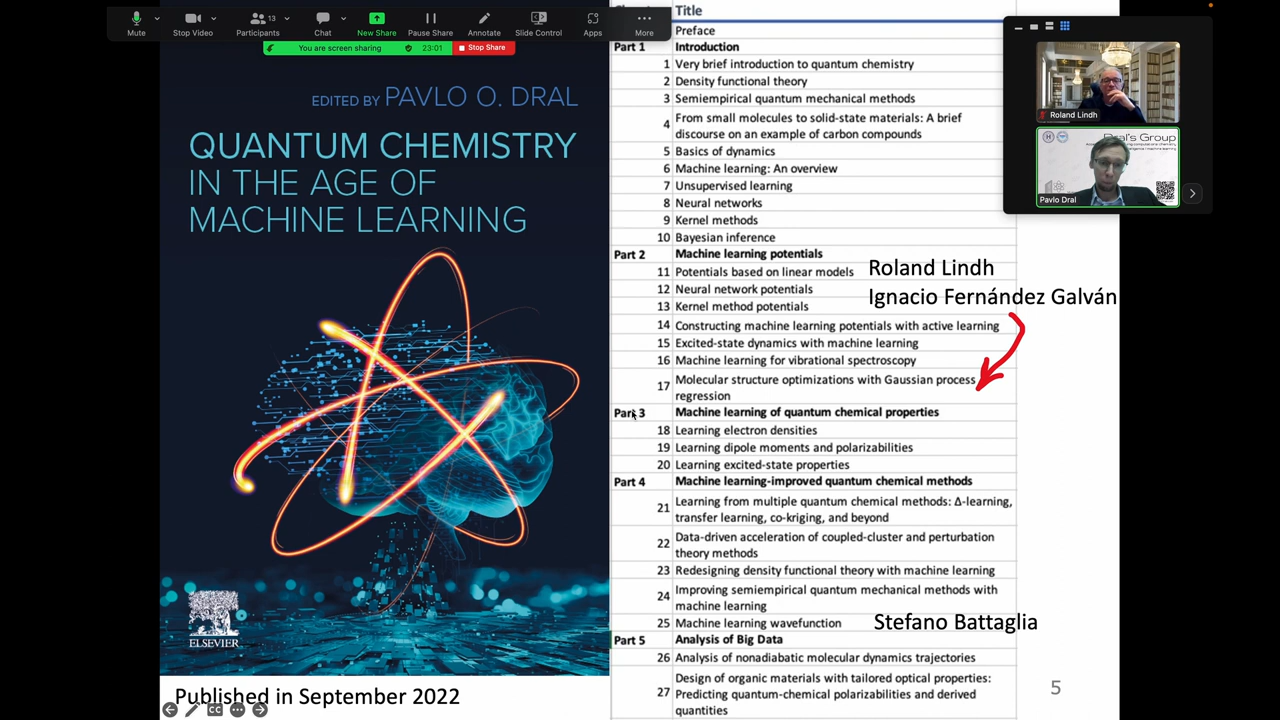 Mute
Stop Video
Participants
13
Chat
New Share
Pause Share
Annotate
Slide Control
Apps
More
You are screen sharing
23:01
Stop Share
EDITED BY PAVLO O. DRAL
QUANTUM CHEMISTRY
IN THE AGE OF
MACHINE LEARNING
ELSEVIER
Published in September 2022
CC
Title
Preface
Part 1 Introduction
1 Very brief introduction to quantum chemistry
2 Density functional theory
3 Semiempirical quantum mechanical methods
4 From small molecules to solid-state materials: A brief
discourse on an example of carbon compounds
5 Basics of dynamics
6 Machine learning: An overview
7 Unsupervised learning
8 Neural networks
9 Kernel methods
10 Bayesian inference
Part 2 Machine learning potentials
11 Potentials based on linear models
12 Neural network potentials
13 Kernel method potentials
14 Constructing machine learning potentials with active learning
15 Excited-state dynamics with machine learning
16 Machine learning for vibrational spectroscopy
17 Molecular structure optimizations with Gaussian process
regression
Part 3 Machine learning of quantum chemical properties
18 Learning electron densities
19 Learning dipole moments and polarizabilities
20 Learning excited-state properties
Part 4 Machine learning-improved quantum chemical methods
21 Learning from multiple quantum chemical methods: Δ-learning,
transfer learning, co-kriging, and beyond
22 Data-driven acceleration of coupled-cluster and perturbation
theory methods
23 Redesigning density functional theory with machine learning
24 Improving semiempirical quantum mechanical methods with
machine learning
25 Machine learning wavefunction
Part 5 Analysis of Big Data
26 Analysis of nonadiabatic molecular dynamics trajectories
27 Design of organic materials with tailored optical properties:
Predicting quantum-chemical polarizabilities and derived
quantities
Roland Lindh
Ignacio Fernández Galván
Stefano Battaglia
5
Roland Lindh
Dral's Group
Pavlo Dral